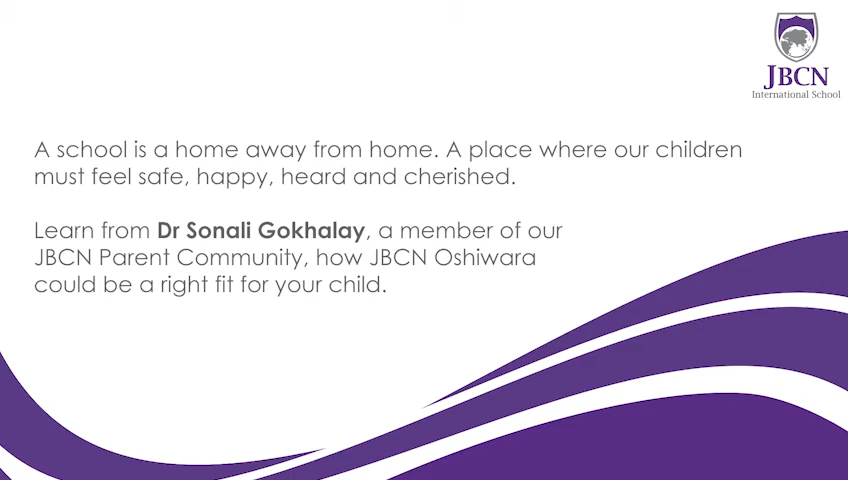 JBCN
International School
A school is a home away from home. A place where our children
must feel safe, happy, heard and cherished.
Learn from Dr Sonali Gokhalay, a member of our
JBCN Parent Community, how JBCN Oshiwara
could be a right fit for your child.